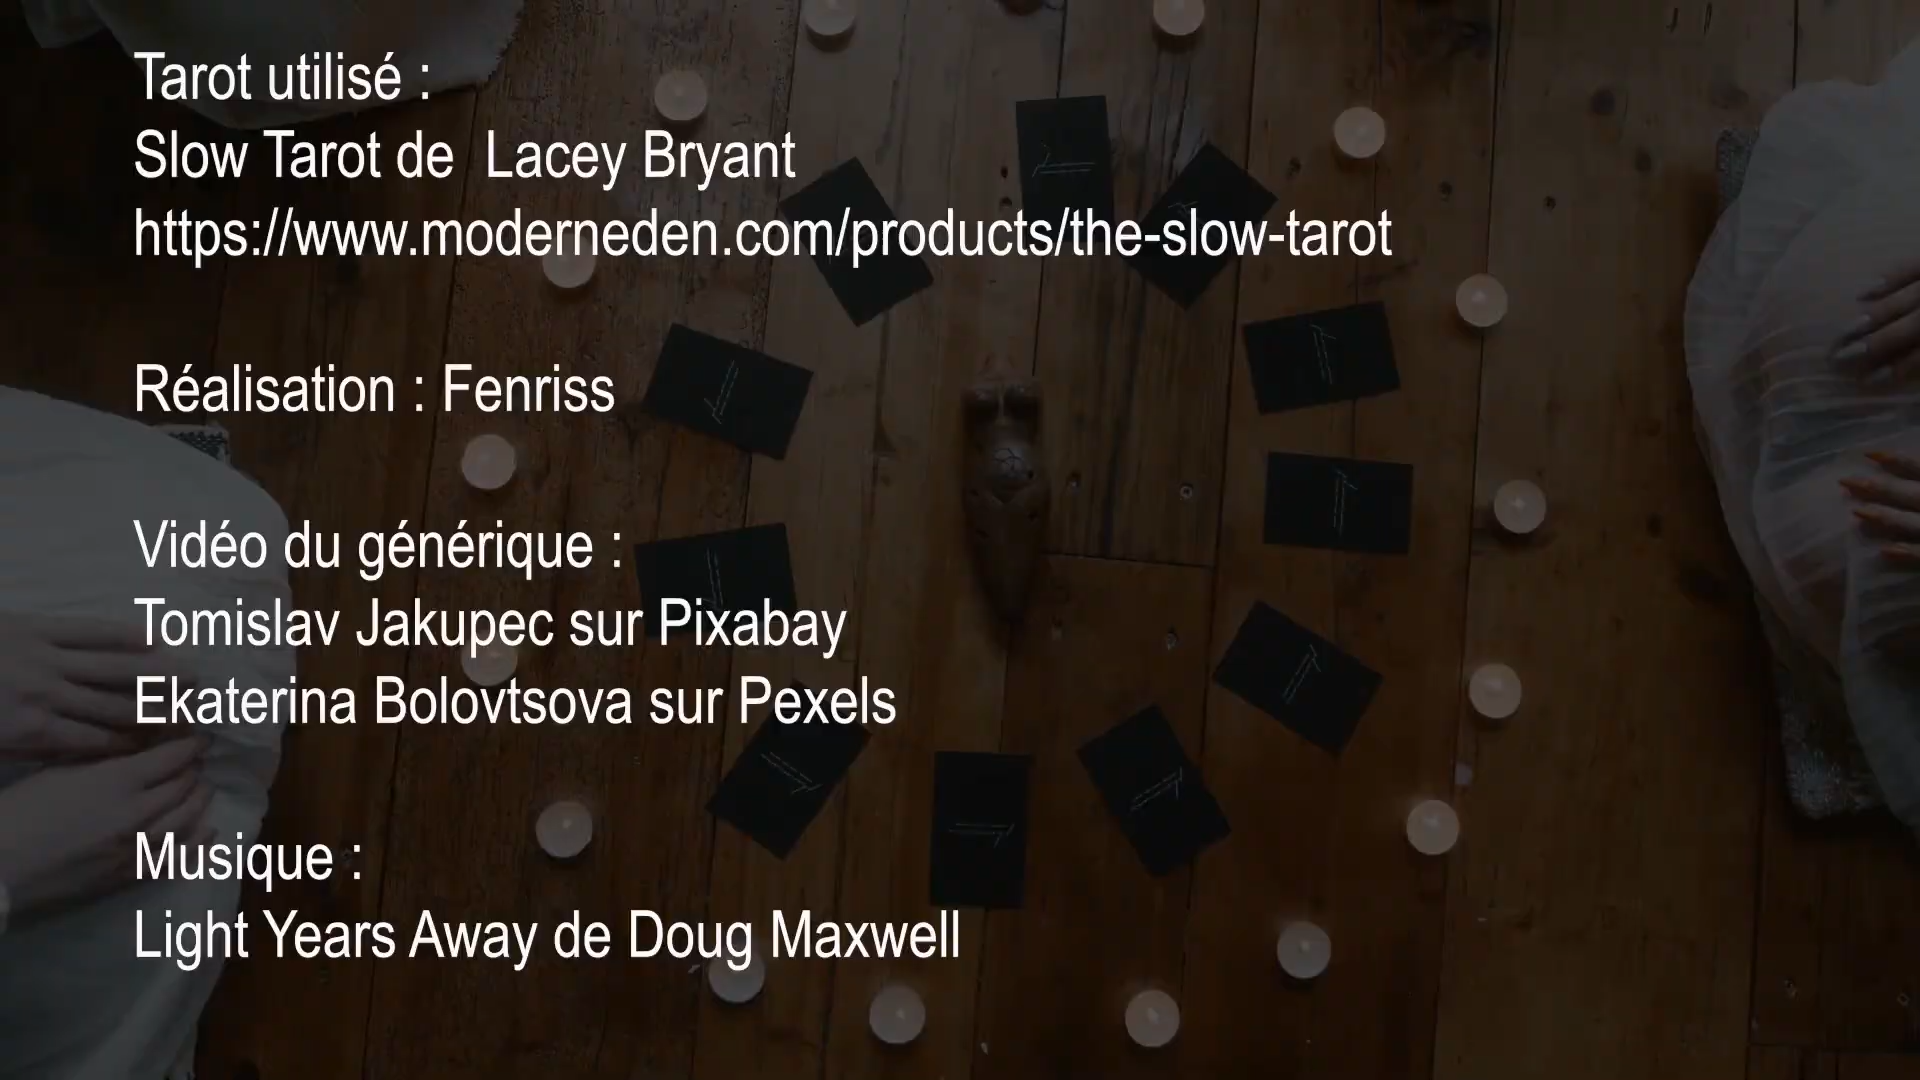 Tarot utilisé :
Slow Tarot de  Lacey Bryant
https://www.moderneden.com/products/the-slow-tarot
Réalisation : Fenriss
Vidéo du générique :
Tomislav Jakupec sur Pixabay
Ekaterina Bolovtsova sur Pexels
Musique :
Light Years Away de Doug Maxwell